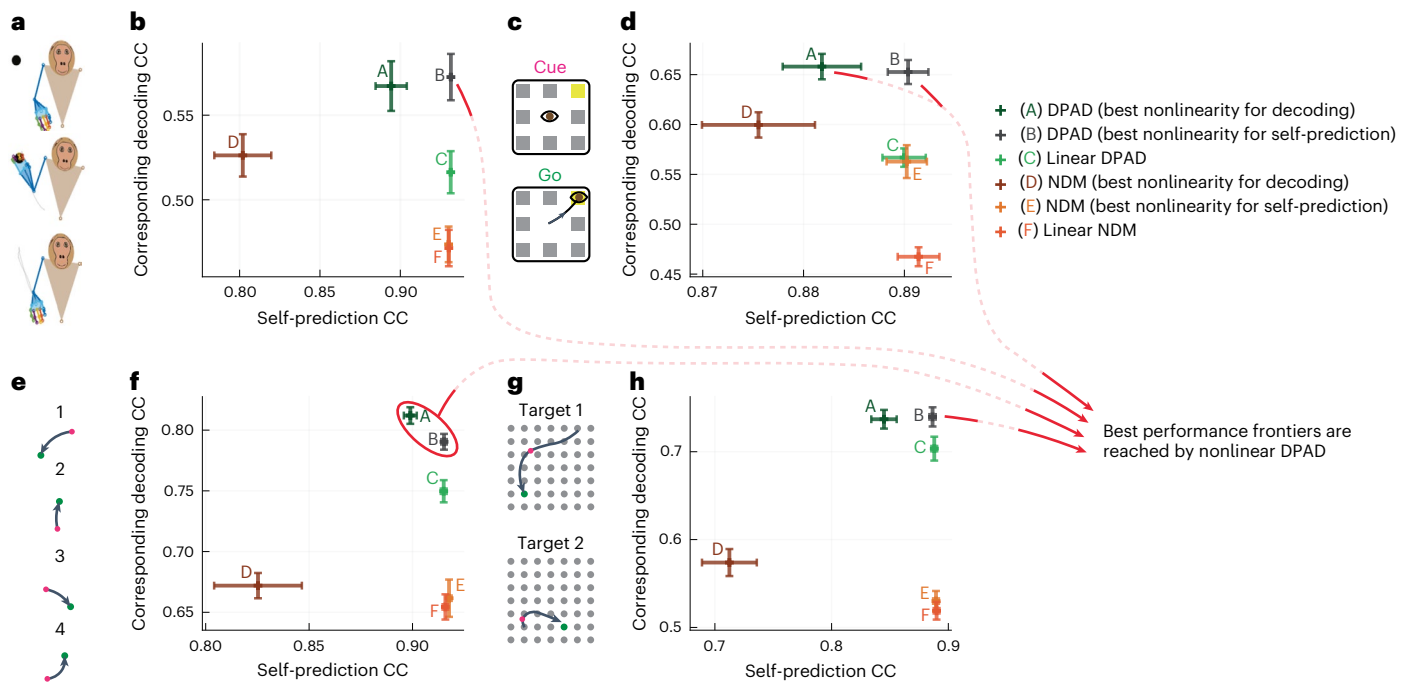 a
b
Corresponding decoding CC
0.55
0.50
A
B
C
D
E
F
0.80
0.85
0.90
Self-prediction CC
c
Cue
Go
d
Corresponding decoding CC
0.65
0.60
0.55
0.50
0.45
A
B
D
C
E
F
0.87
0.88
0.89
Self-prediction CC
(A) DPAD (best nonlinearity for decoding)
(B) DPAD (best nonlinearity for self-prediction)
(C) Linear DPAD
(D) NDM (best nonlinearity for decoding)
(E) NDM (best nonlinearity for self-prediction)
(F) Linear NDM
e
1
2
3
4
f
Corresponding decoding CC
0.80
0.75
0.70
0.65
A
B
C
D
E
F
0.80
0.85
0.90
Self-prediction CC
g
Target 1
Target 2
h
Corresponding decoding CC
0.7
0.6
0.5
A
B
C
D
E
F
0.7
0.8
0.9
Self-prediction CC
Best performance frontiers are
reached by nonlinear DPAD